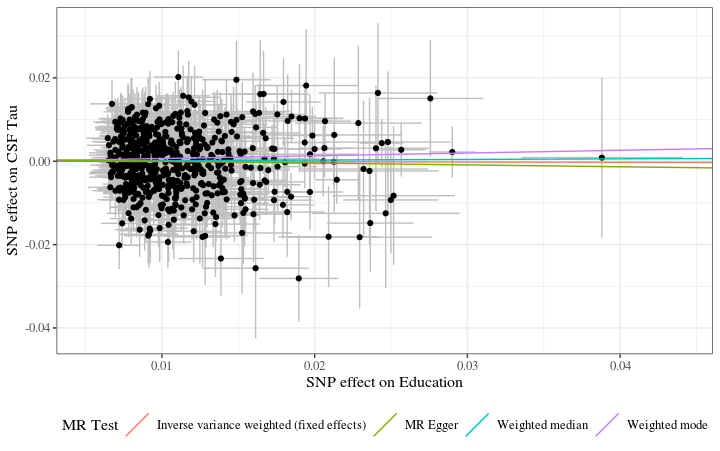 0.02
0.00
-0.02
-0.04
SNP effect on CSF Tau
0.01
0.02
0.03
0.04
SNP effect on Education
MR Test
Inverse variance weighted (fixed effects)
MR Egger
Weighted median
Weighted mode